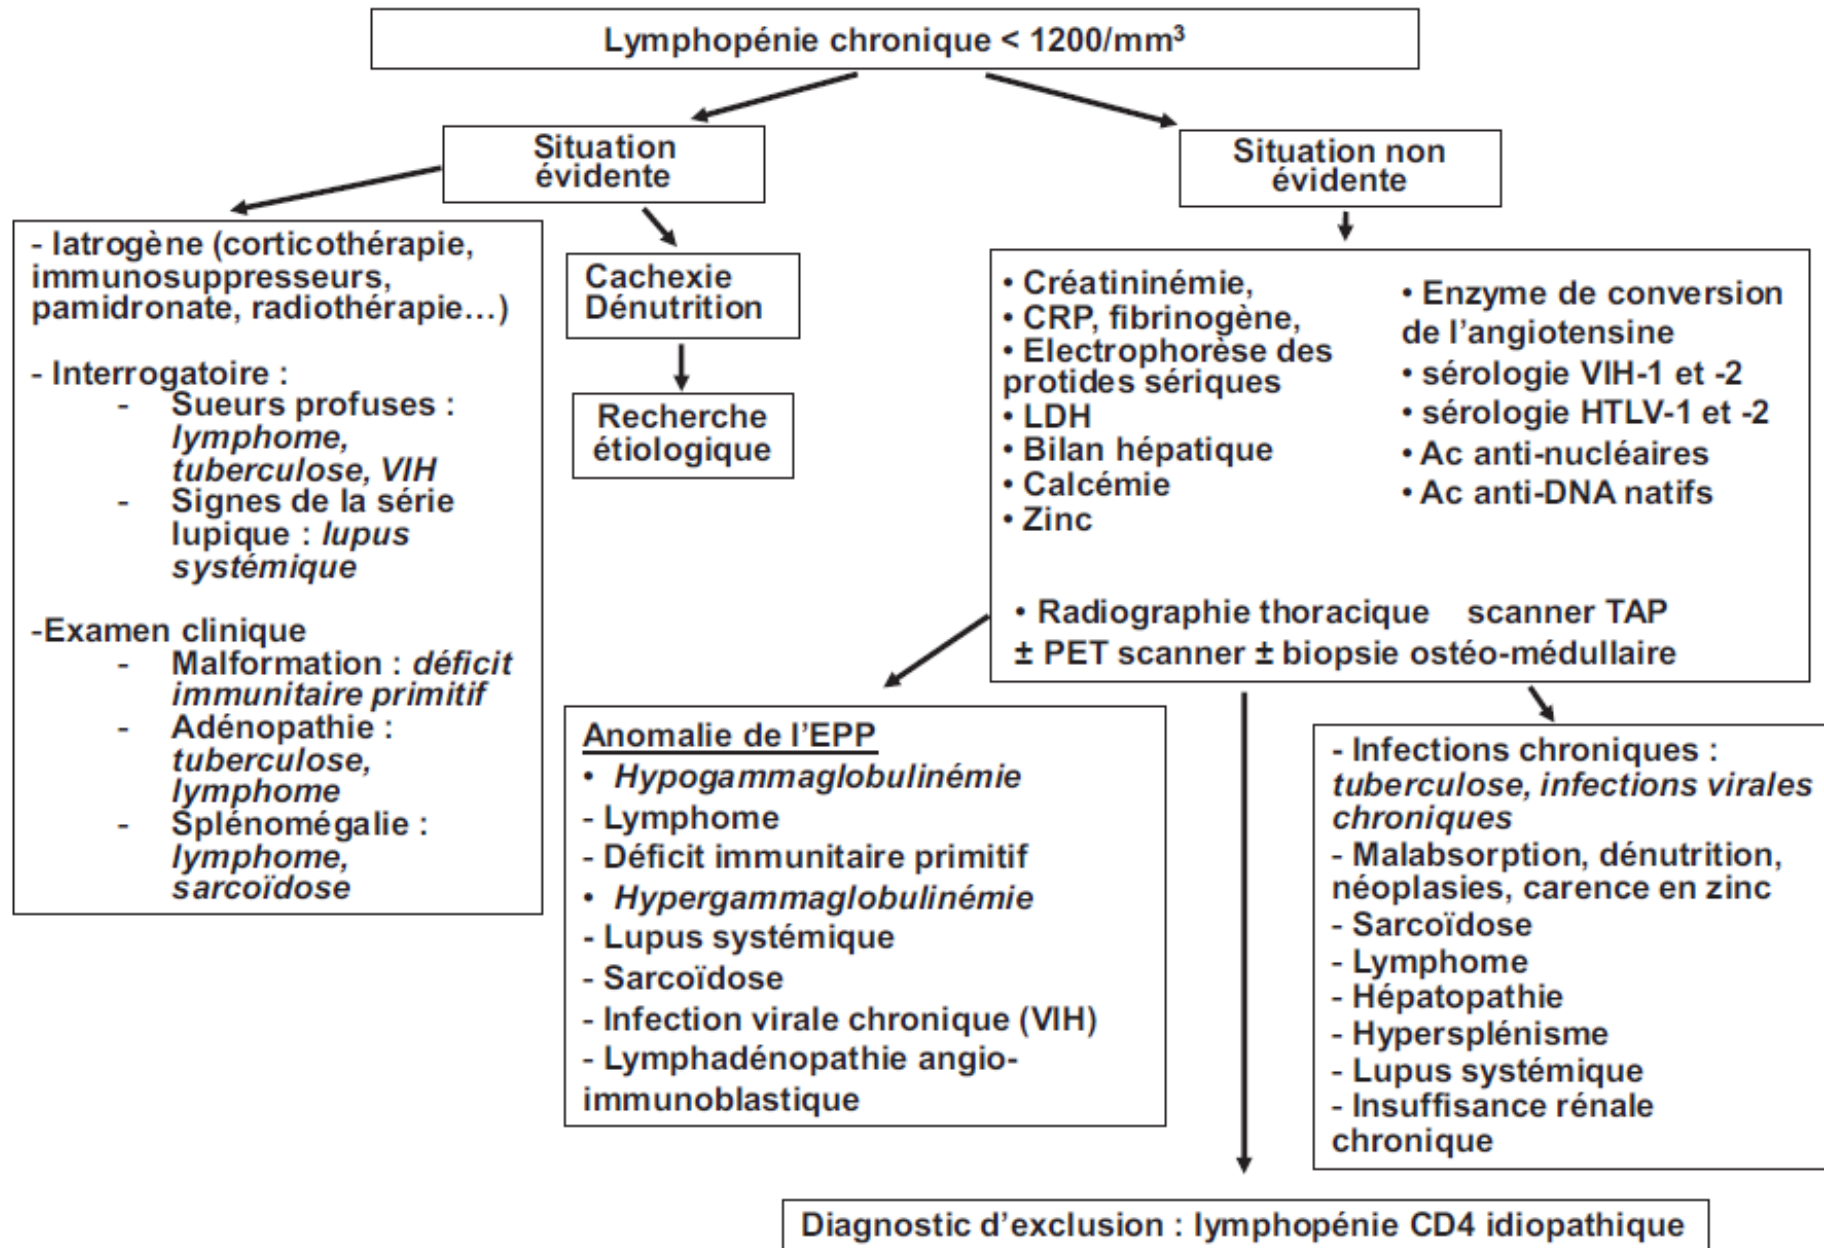 Lymphopénie chronique < 1200/mm³
Situation
évidente
Situation non
évidente
- Iatrogène (corticothérapie,
immunosuppresseurs,
pamidronate, radiothérapie…)
- Interrogatoire :
- Sueurs profuses :
lymphome,
tuberculose, VIH
- Signes de la série
lupique : lupus
systémique
-Examen clinique
- Malformation : déficit
immunitaire primitif
- Adénopathie :
tuberculose,
lymphome
- Splénomégalie :
lymphome,
sarcoïdose
Cachexie
Dénutrition
Recherche
étiologique
• Créatininémie,
• CRP, fibrinogène,
• Electrophorèse des
protides sériques
• LDH
• Bilan hépatique
• Calcémie
• Zinc
• Enzyme de conversion
de l’angiotensine
• sérologie VIH-1 et -2
• sérologie HTLV-1 et -2
• Ac anti-nucléaires
• Ac anti-DNA natifs
• Radiographie thoracique scanner TAP
± PET scanner ± biopsie ostéo-médullaire
Anomalie de l’EPP
• Hypogammaglobulinémie
- Lymphome
- Déficit immunitaire primitif
• Hypergammaglobulinémie
- Lupus systémique
- Sarcoïdose
- Infection virale chronique (VIH)
- Lymphadénopathie angio-
immunoblastique
- Infections chroniques :
tuberculose, infections virales
chroniques
- Malabsorption, dénutrition,
néoplasies, carence en zinc
- Sarcoïdose
- Lymphome
- Hépatopathie
- Hypersplénisme
- Lupus systémique
- Insuffisance rénale
chronique
Diagnostic d’exclusion : lymphopénie CD4 idiopathique